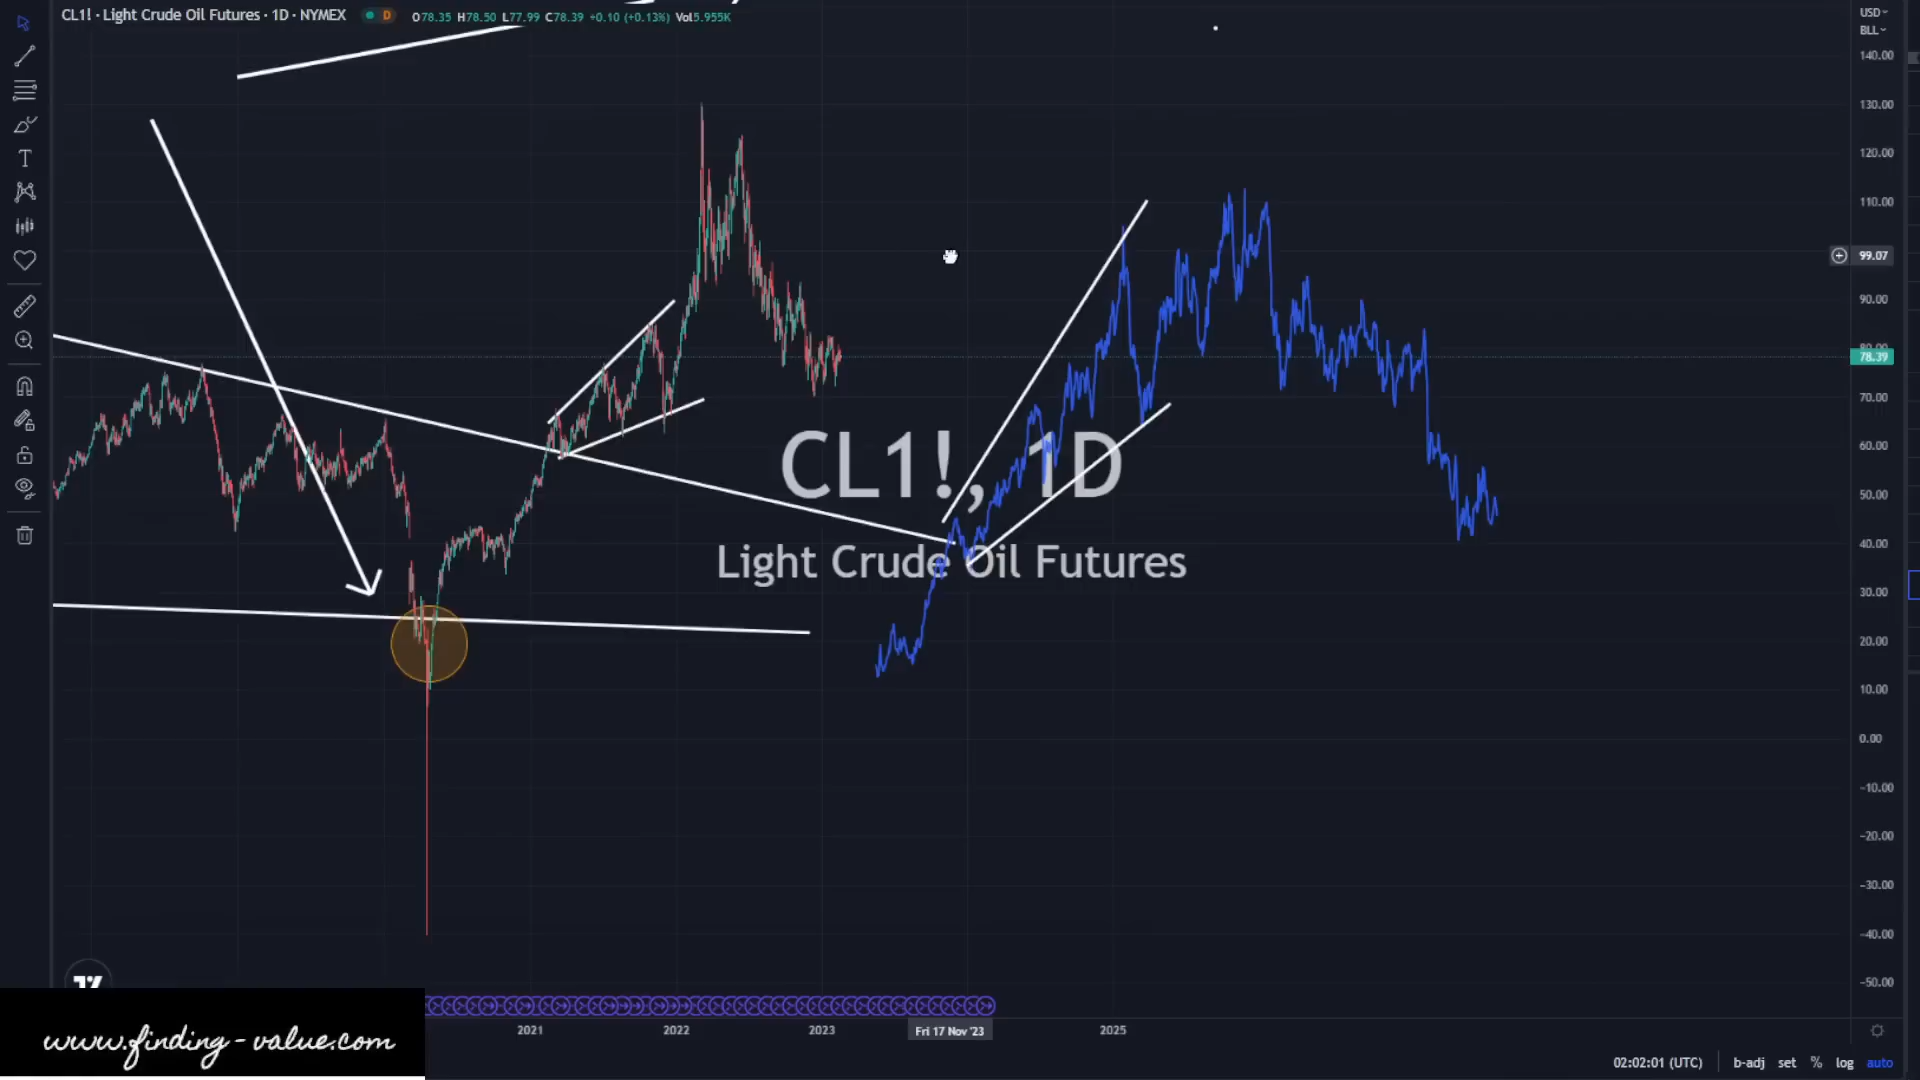 CL1! · Light Crude Oil Futures · 1D · NYMEX D O78.35 H78.50 L77.99 C78.39 +0.10 (+0.13%) Vol5.955K
USD
BLL
140.00
130.00
120.00
110.00
99.07
90.00
80.00
78.39
70.00
60.00
50.00
40.00
30.00
20.00
10.00
0.00
−10.00
−20.00
−30.00
−40.00
−50.00
CL1!, 1D
Light Crude Oil Futures
2021 2022 2023 Fri 17 Nov '23 2025
www.finding-value.com
02:02:01 (UTC) b-adj set % log auto